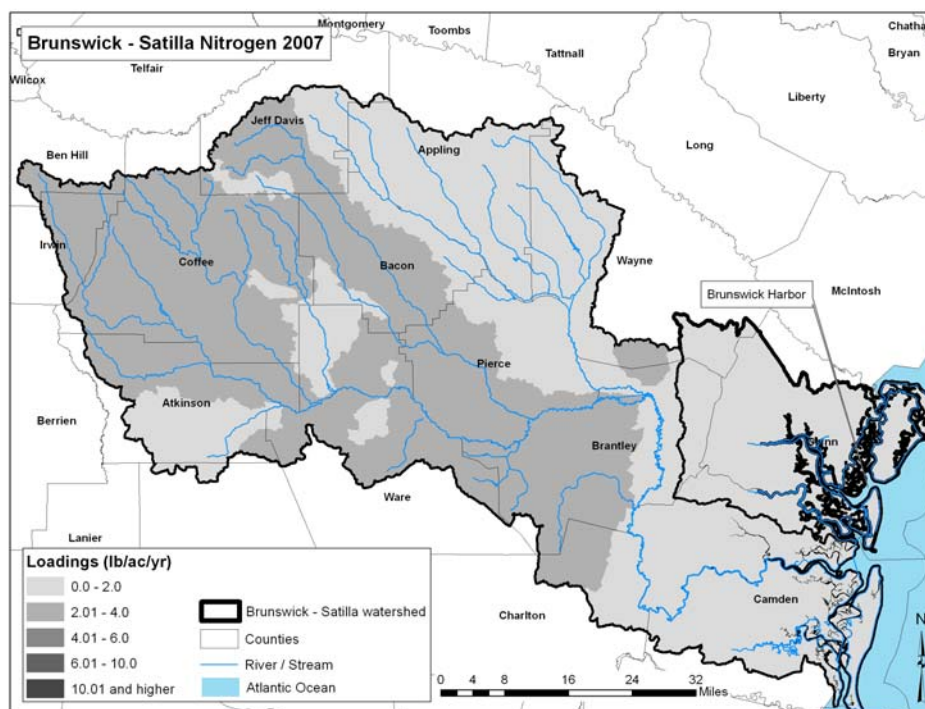 Brunswick - Satilla Nitrogen 2007
Montgomery
Toombs
Tattnall
Chatha
Bryan
Telfair
Wilcox
Liberty
Jeff Davis
Appling
Long
Ben Hill
Irwin
Coffee
Bacon
Wayne
McIntosh
Brunswick Harbor
Pierce
Atkinson
Berrien
Brantley
Glynn
Ware
Lanier
Camden
Charlton
Loadings (lb/ac/yr)
0.0 - 2.0
2.01 - 4.0
4.01 - 6.0
6.01 - 10.0
10.01 and higher
Brunswick - Satilla watershed
Counties
River / Stream
Atlantic Ocean
N
0 4 8 16 24 32
Miles